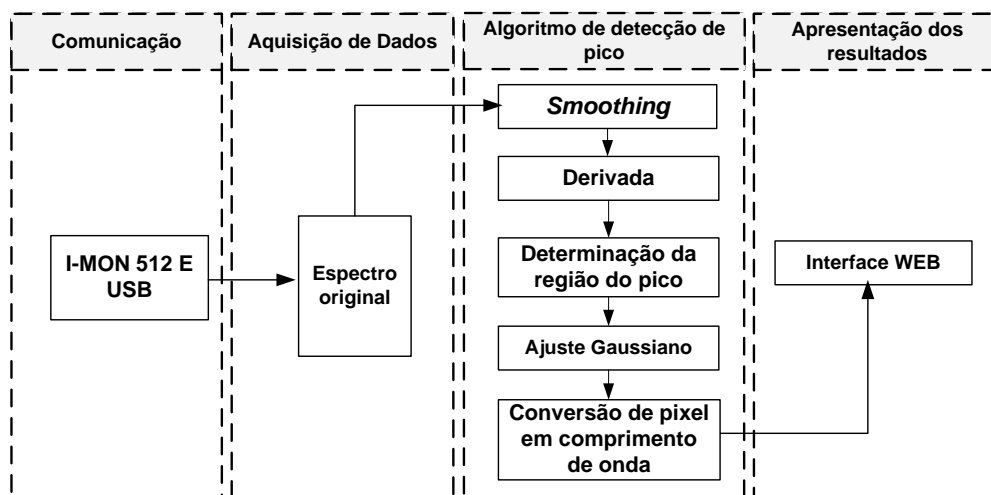 Comunicação
Aquisição de Dados
Algoritmo de detecção de
pico
Apresentação dos
resultados
I-MON 512 E
USB
Espectro
original
Smoothing
Derivada
Determinação da
região do pico
Ajuste Gaussiano
Conversão de pixel
em comprimento
de onda
Interface WEB